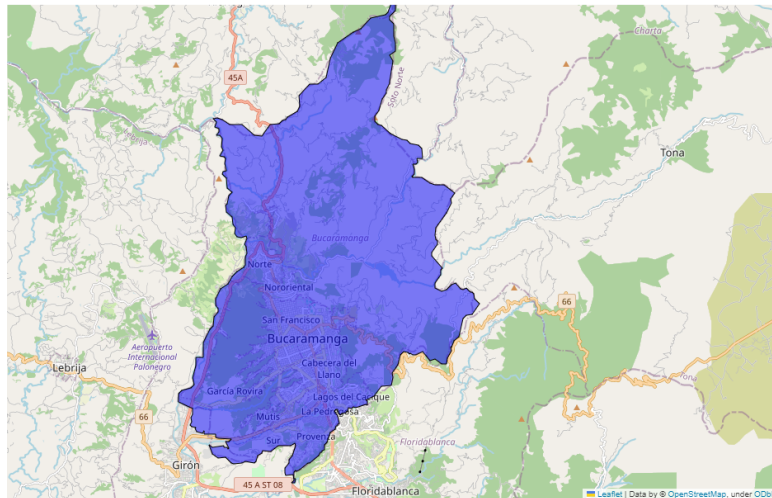 Charta
45A
Soto Norte
Tona
Bucaramanga
Norte
Nororiental
66
San Francisco
Bucaramanga
Aeropuerto
Internacional
Palonegro
Lebrija
Cabecera del
Llano
García Rovira
Lagos del Cacique
66
Mutis
La Pedregosa
Sur
Provenza
Floridablanca
Girón
45 A ST 08
Floridablanca
Leaflet | Data by © OpenStreetMap, under ODb